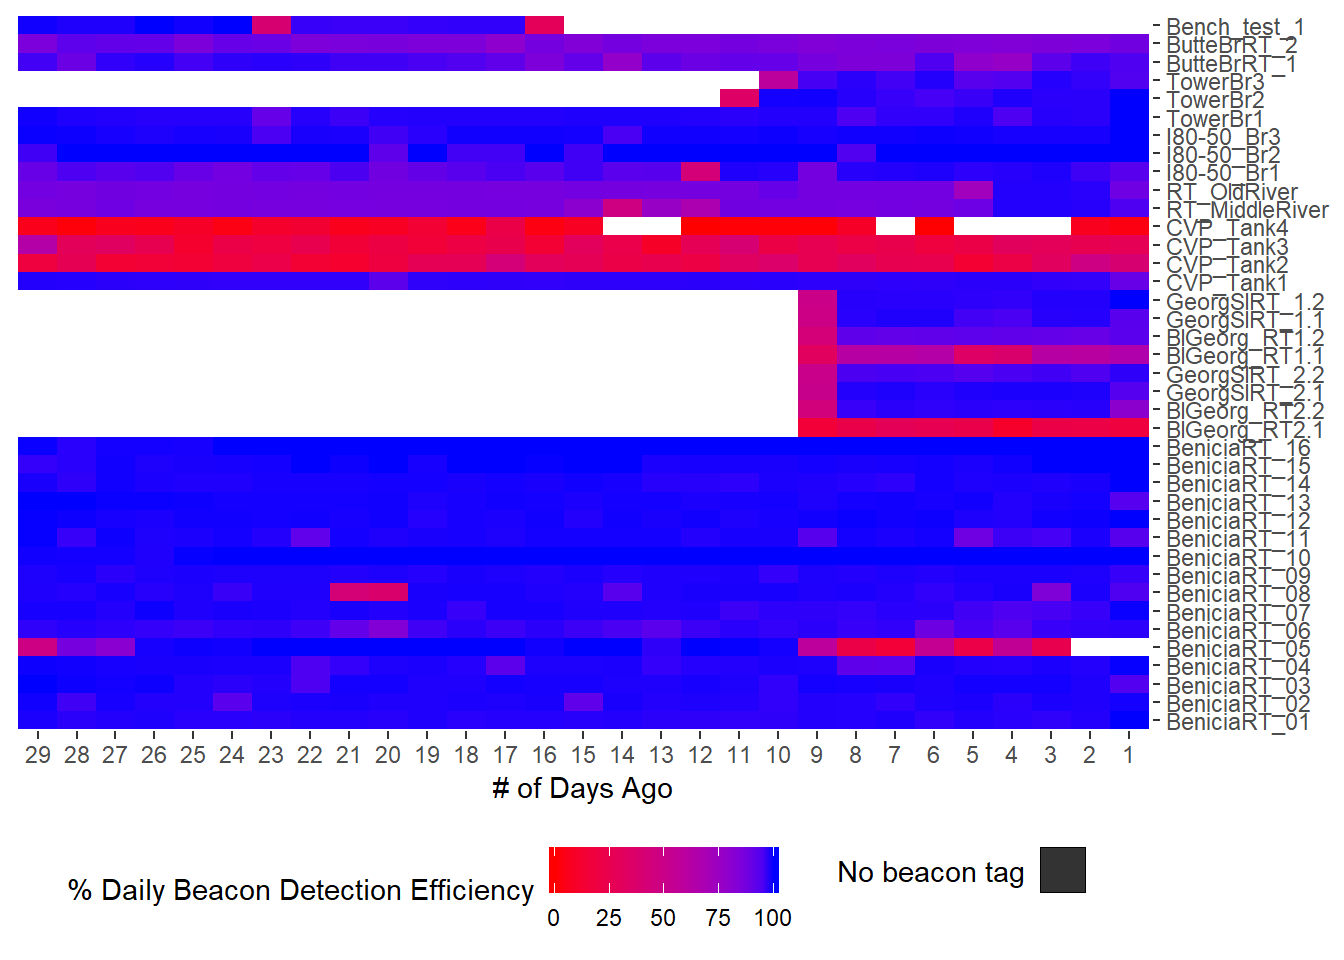 Bench_test_1
ButteBrRT_2
ButteBrRT_1
TowerBr3
TowerBr2
TowerBr1
I80-50_Br3
I80-50_Br2
I80-50_Br1
RT_OldRiver
RT_MiddleRiver
CVP_Tank4
CVP_Tank3
CVP_Tank2
CVP_Tank1
GeorgSlRT_1.2
GeorgSlRT_1.1
BlGeorg_RT1.2
BlGeorg_RT1.1
GeorgSlRT_2.2
GeorgSlRT_2.1
BlGeorg_RT2.2
BlGeorg_RT2.1
BeniciaRT_16
BeniciaRT_15
BeniciaRT_14
BeniciaRT_13
BeniciaRT_12
BeniciaRT_11
BeniciaRT_10
BeniciaRT_09
BeniciaRT_08
BeniciaRT_07
BeniciaRT_06
BeniciaRT_05
BeniciaRT_04
BeniciaRT_03
BeniciaRT_02
BeniciaRT_01
29 28 27 26 25 24 23 22 21 20 19 18 17 16 15 14 13 12 11 10 9 8 7 6 5 4 3 2 1
# of Days Ago
% Daily Beacon Detection Efficiency
0 25 50 75 100
No beacon tag